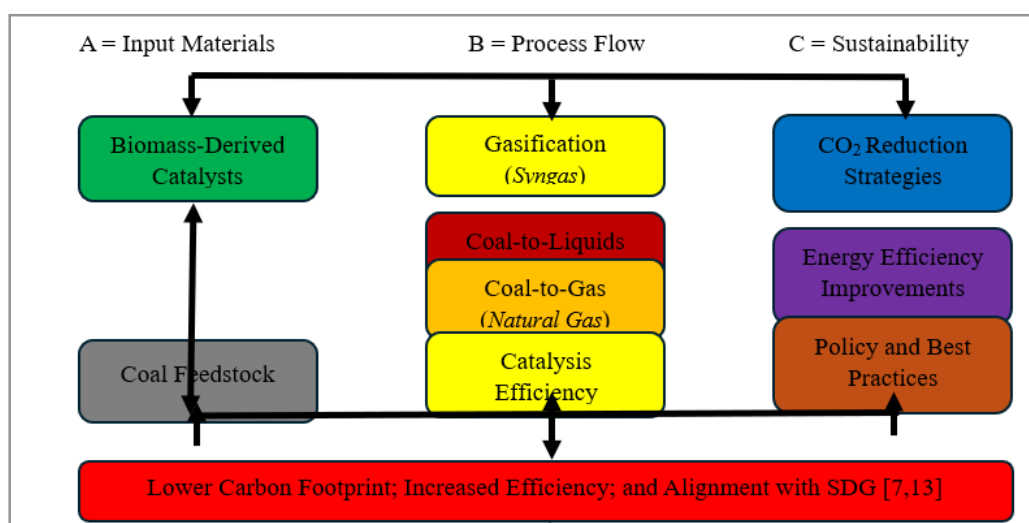 A = Input Materials
B = Process Flow
C = Sustainability
Biomass-Derived
Catalysts
Gasification
(Syngas)
CO₂ Reduction
Strategies
Coal-to-Liquids
Energy Efficiency
Improvements
Coal-to-Gas
(Natural Gas)
Coal Feedstock
Catalysis
Efficiency
Policy and Best
Practices
Lower Carbon Footprint; Increased Efficiency; and Alignment with SDG [7,13]